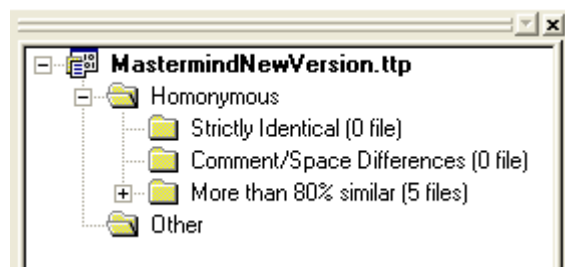 MastermindNewVersion.ttp
Homonymous
Strictly Identical (0 file)
Comment/Space Differences (0 file)
More than 80% similar (5 files)
Other